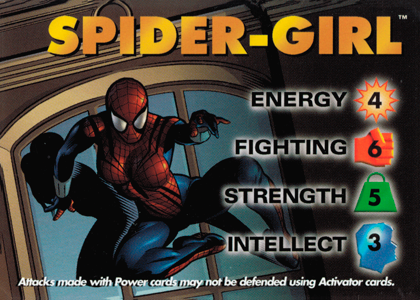 SPIDER-GIRL™
ENERGY 4
FIGHTING 6
STRENGTH 5
INTELLECT 3
Attacks made with Power cards may not be defended using Activator cards.